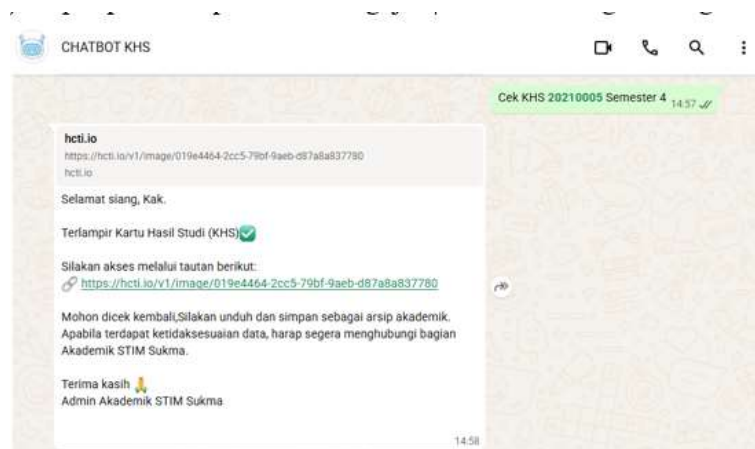 CHATBOT KHS
Cek KHS 20210005 Semester 4 14:57
hcti.io
https://hcti.io/v1/image/019e4464-2cc5-79bf-9aeb-d87a8a837780
hcti.io
Selamat siang, Kak.
Terlampir Kartu Hasil Studi (KHS)✅
Silakan akses melalui tautan berikut:
🔗 https://hcti.io/v1/image/019e4464-2cc5-79bf-9aeb-d87a8a837780
Mohon dicek kembali,Silakan unduh dan simpan sebagai arsip akademik.
Apabila terdapat ketidaksesuaian data, harap segera menghubungi bagian
Akademik STIM Sukma.
Terima kasih 🙏
Admin Akademik STIM Sukma
14:58